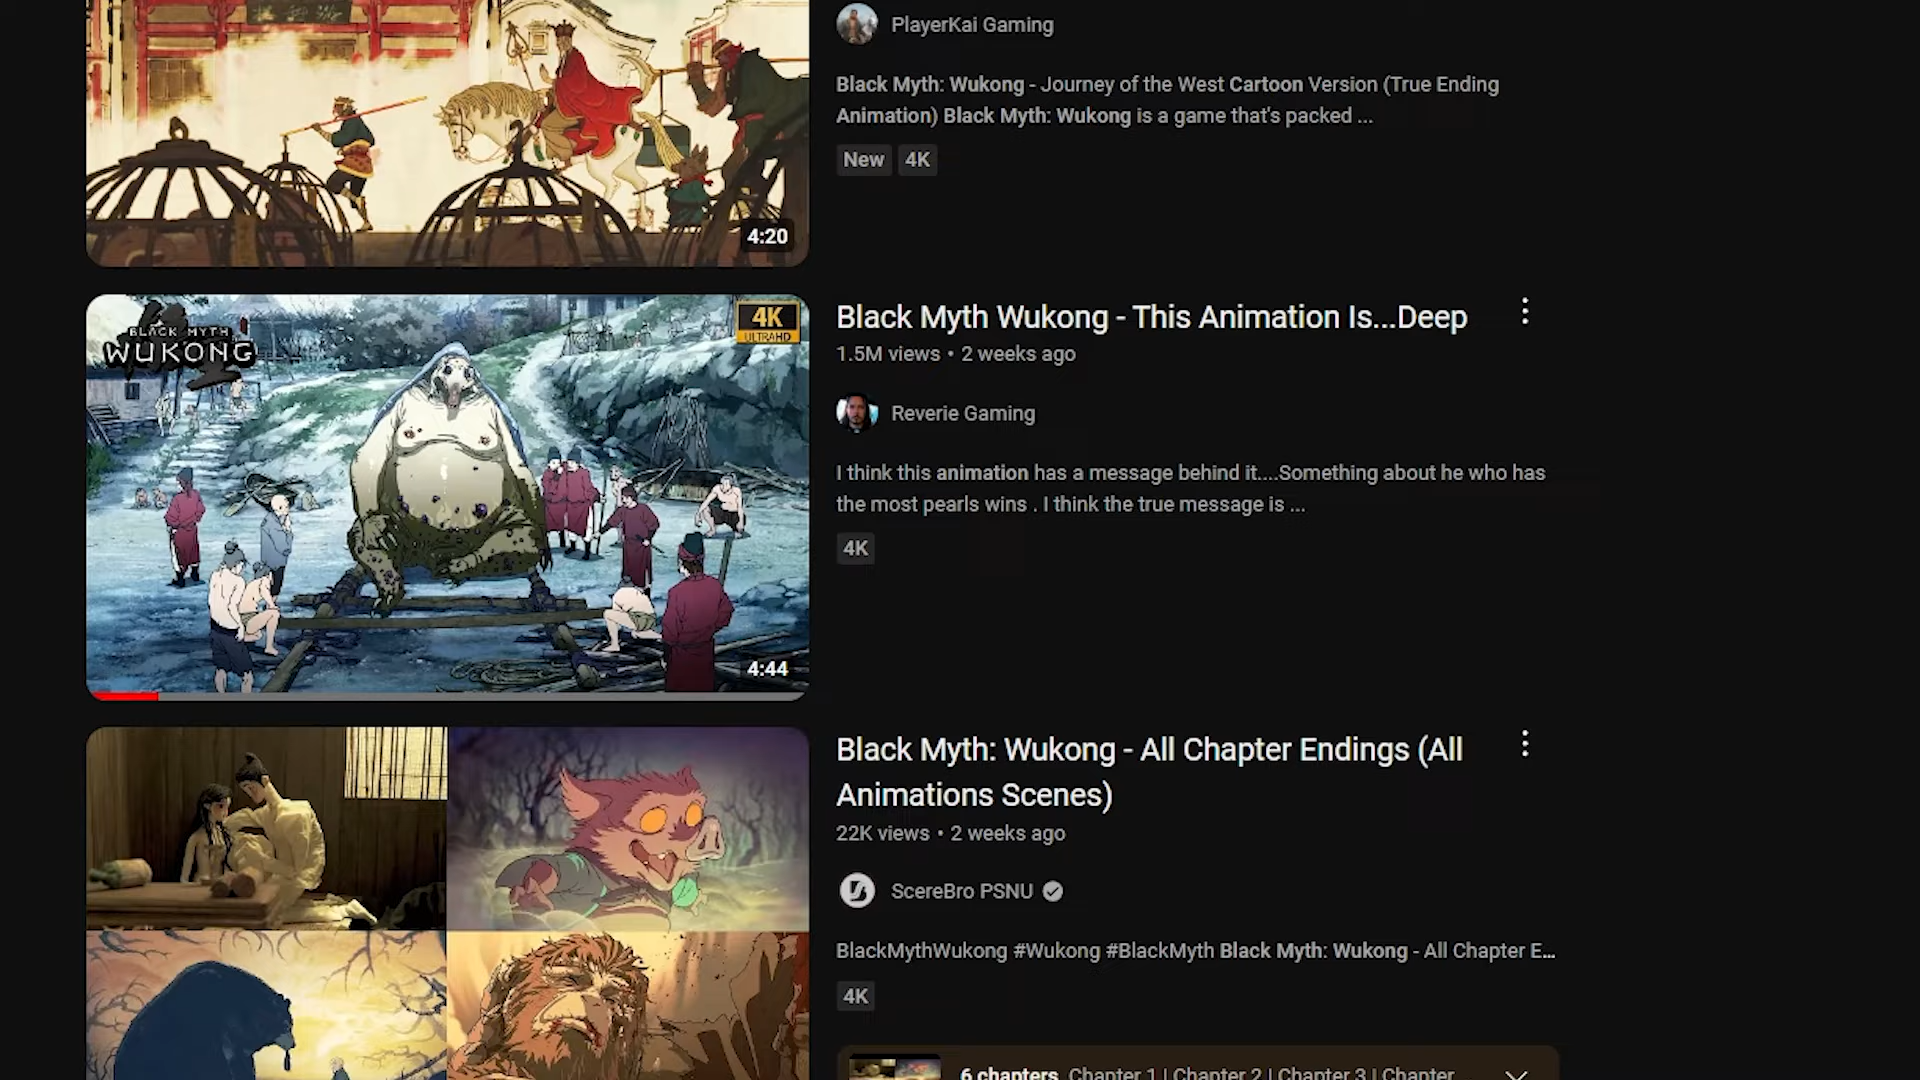 PlayerKai Gaming
Black Myth: Wukong - Journey of the West Cartoon Version (True Ending
Animation) Black Myth: Wukong is a game that's packed ...
New 4K
4:20
BLACK MYTH
WUKONG
4K
ULTRAHD
4:44
Black Myth Wukong - This Animation Is...Deep
1.5M views • 2 weeks ago
Reverie Gaming
I think this animation has a message behind it....Something about he who has
the most pearls wins . I think the true message is ...
4K
Black Myth: Wukong - All Chapter Endings (All
Animations Scenes)
22K views • 2 weeks ago
ScereBro PSNU
BlackMythWukong #Wukong #BlackMyth Black Myth: Wukong - All Chapter E...
4K
6 chapters Chapter 1 | Chapter 2 | Chapter 3 | Chapter